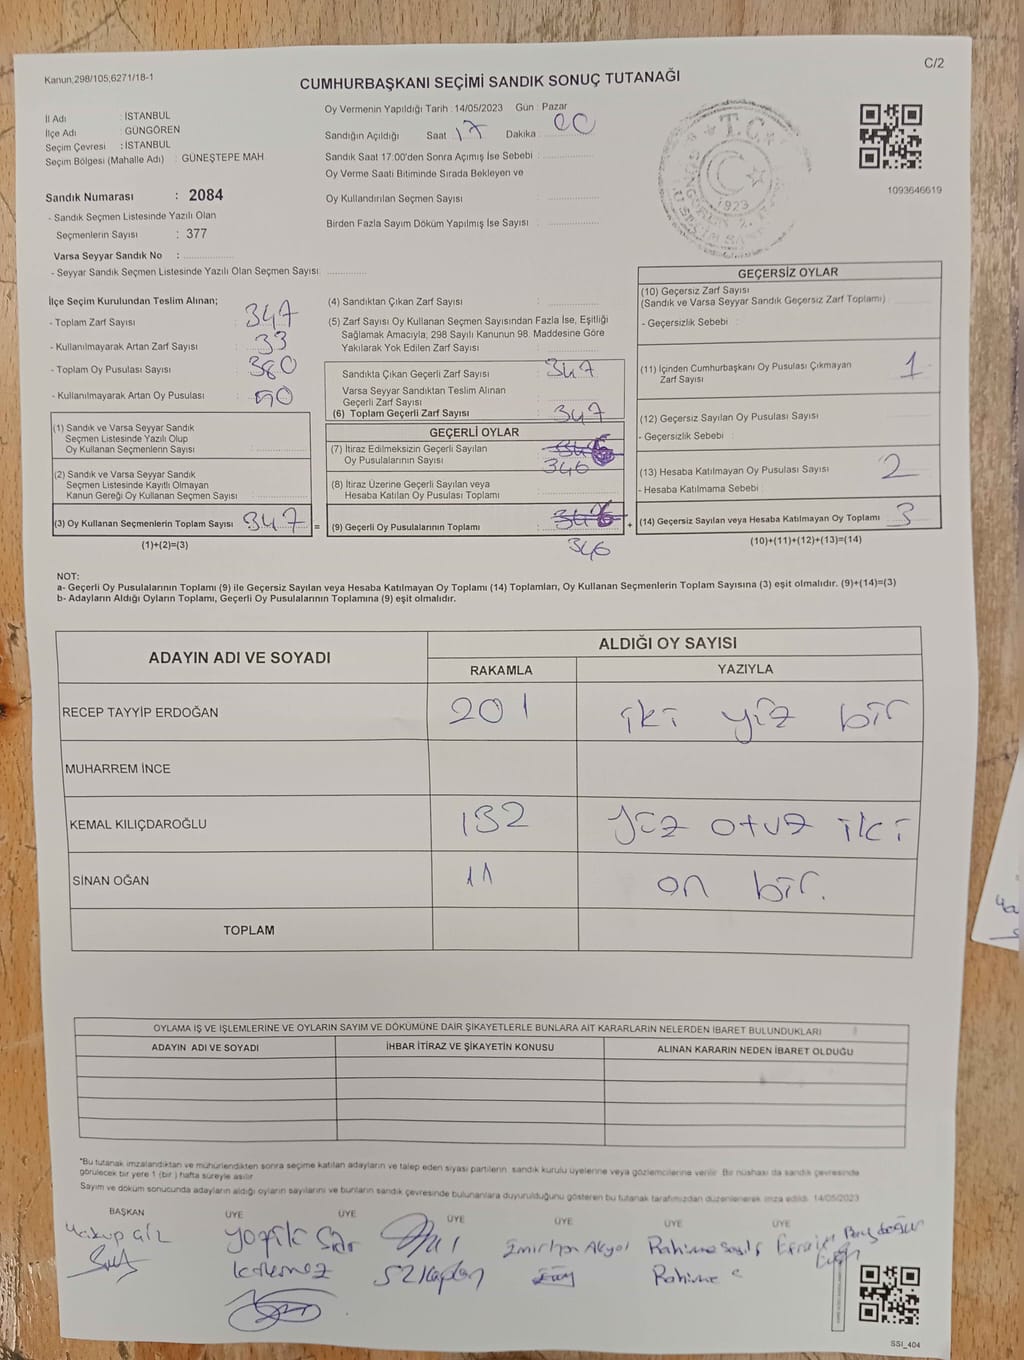 Kanun;298/105;6271/18-1
C/2
CUMHURBAŞKANI SEÇİMİ SANDIK SONUÇ TUTANAĞI
İl Adı : İSTANBUL
İlçe Adı : GÜNGÖREN
Seçim Çevresi : İSTANBUL
Seçim Bölgesi (Mahalle Adı) : GÜNEŞTEPE MAH
Oy Vermenin Yapıldığı Tarih : 14/05/2023 Gün : Pazar
Sandığın Açıldığı Saat 17 Dakika 00
Sandık Saat 17:00'den Sonra Açımış İse Sebebi :
Oy Verme Saati Bitiminde Sırada Bekleyen ve
Oy Kullandırılan Seçmen Sayısı :
Birden Fazla Sayım Döküm Yapılmış İse Sayısı :
T.C.
1923
1093646619
Sandık Numarası : 2084
- Sandık Seçmen Listesinde Yazılı Olan
Seçmenlerin Sayısı : 377
Varsa Seyyar Sandık No :
- Seyyar Sandık Seçmen Listesinde Yazılı Olan Seçmen Sayısı:
İlçe Seçim Kurulundan Teslim Alınan;
- Toplam Zarf Sayısı : 347
- Kullanılmayarak Artan Zarf Sayısı : 33
- Toplam Oy Pusulası Sayısı : 380
- Kullanılmayarak Artan Oy Pusulası :
(1) Sandık ve Varsa Seyyar Sandık
Seçmen Listesinde Yazılı Olup
Oy Kullanan Seçmenlerin Sayısı :
(2) Sandık ve Varsa Seyyar Sandık
Seçmen Listesinde Kayıtlı Olmayan
Kanun Gereği Oy Kullanan Seçmen Sayısı :
(3) Oy Kullanan Seçmenlerin Toplam Sayısı : 347 =
(1)+(2)=(3)
(4) Sandıktan Çıkan Zarf Sayısı :
(5) Zarf Sayısı Oy Kullanan Seçmen Sayısından Fazla İse, Eşitliği
Sağlamak Amacıyla, 298 Sayılı Kanunun 98. Maddesine Göre
Yakılarak Yok Edilen Zarf Sayısı :
Sandıkta Çıkan Geçerli Zarf Sayısı : 347
Varsa Seyyar Sandıktan Teslim Alınan
Geçerli Zarf Sayısı :
(6) Toplam Geçerli Zarf Sayısı : 347
GEÇERLİ OYLAR
(7) İtiraz Edilmeksizin Geçerli Sayılan
Oy Pusulalarının Sayısı : 346
(8) İtiraz Üzerine Geçerli Sayılan veya
Hesaba Katılan Oy Pusulası Toplamı :
(9) Geçerli Oy Pusulalarının Toplamı : 346 +
346
GEÇERSİZ OYLAR
(10) Geçersiz Zarf Sayısı
(Sandık ve Varsa Seyyar Sandık Geçersiz Zarf Toplamı) :
- Geçersizlik Sebebi :
(11) İçinden Cumhurbaşkanı Oy Pusulası Çıkmayan
Zarf Sayısı : 1
(12) Geçersiz Sayılan Oy Pusulası Sayısı :
- Geçersizlik Sebebi :
(13) Hesaba Katılmayan Oy Pusulası Sayısı : 2
- Hesaba Katılmama Sebebi :
(14) Geçersiz Sayılan veya Hesaba Katılmayan Oy Toplamı : 3
(10)+(11)+(12)+(13)=(14)
NOT:
a- Geçerli Oy Pusulalarının Toplamı (9) ile Geçersiz Sayılan veya Hesaba Katılmayan Oy Toplamı (14) Toplamları, Oy Kullanan Seçmenlerin Toplam Sayısına (3) eşit olmalıdır. (9)+(14)=(3)
b- Adayların Aldığı Oyların Toplamı, Geçerli Oy Pusulalarının Toplamına (9) eşit olmalıdır.
ADAYIN ADI VE SOYADI ALDIĞI OY SAYISI
RAKAMLA YAZIYLA
RECEP TAYYİP ERDOĞAN 201 iki yüz bir
MUHARREM İNCE
KEMAL KILIÇDAROĞLU 132 yüz otuz iki
SİNAN OĞAN 11 on bir.
TOPLAM
OYLAMA İŞ VE İŞLEMLERİNE VE OYLARIN SAYIM VE DÖKÜMÜNE DAİR ŞİKAYETLERLE BUNLARA AİT KARARLARIN NELERDEN İBARET BULUNDUKLARI
ADAYIN ADI VE SOYADI İHBAR İTİRAZ VE ŞİKAYETİN KONUSU ALINAN KARARIN NEDEN İBARET OLDUĞU
*Bu tutanak imzalandıktan ve mühürlendikten sonra seçime katılan adayların ve talep eden siyasi partilerin sandık kurulu üyelerine veya gözlemcilerine verilir. Bir nüshası da sandık çevresinde
görülecek bir yere 1 (bir) hafta süreyle asılır
Sayım ve döküm sonucunda adayların aldığı oyların sayılarını ve bunların sandık çevresinde bulunanlara duyurulduğunu gösteren bu tutanak tarafımızdan düzenlenerek imza edildi. 14/05/2023
BAŞKAN ÜYE ÜYE ÜYE ÜYE ÜYE ÜYE
Korkmaz Emirhan Akyol Rahime
Rahime
SSİ_404